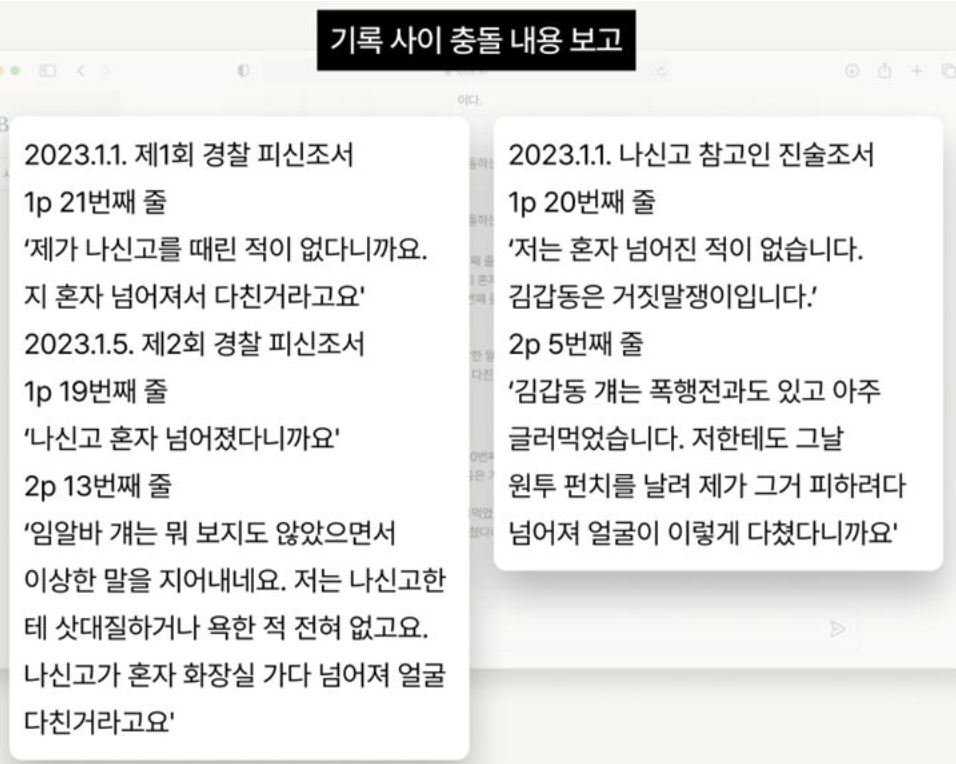 기록 사이 충돌 내용 보고
이다.
2023.1.1. 제1회 경찰 피신조서
1p 21번째 줄
‘제가 나신고를 때린 적이 없다니까요.
지 혼자 넘어져서 다친거라고요'
2023.1.5. 제2회 경찰 피신조서
1p 19번째 줄
‘나신고 혼자 넘어졌다니까요'
2p 13번째 줄
‘임알바 걔는 뭐 보지도 않았으면서
이상한 말을 지어내네요. 저는 나신고한
테 삿대질하거나 욕한 적 전혀 없고요.
나신고가 혼자 화장실 가다 넘어져 얼굴
다친거라고요'
2023.1.1. 나신고 참고인 진술조서
1p 20번째 줄
‘저는 혼자 넘어진 적이 없습니다.
김갑동은 거짓말쟁이입니다.’
2p 5번째 줄
‘김갑동 걔는 폭행전과도 있고 아주
글러먹었습니다. 저한테도 그날
원투 펀치를 날려 제가 그거 피하려다
넘어져 얼굴이 이렇게 다쳤다니까요'